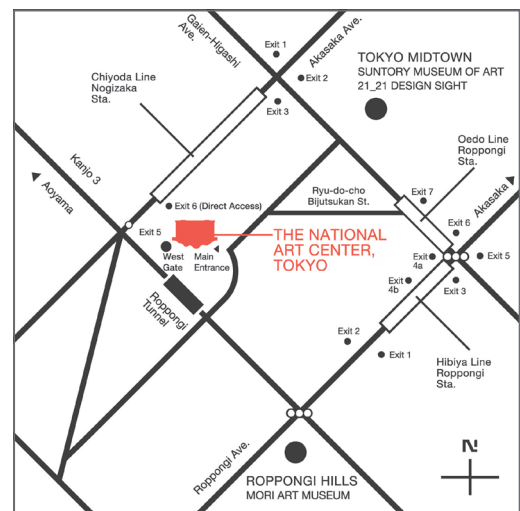 Gaien-Higashi
Ave.
Exit 1
Akasaka Ave.
Exit 2
TOKYO MIDTOWN
SUNTORY MUSEUM OF ART
21_21 DESIGN SIGHT
Chiyoda Line
Nogizaka
Sta.
Exit 3
Oedo Line
Roppongi
Sta.
Kanjo 3
Aoyama
Exit 6 (Direct Access)
Ryu-do-cho
Bijutsukan St.
Exit 7
Akasaka
Exit 5
West
Gate
Main
Entrance
THE NATIONAL
ART CENTER,
TOKYO
Exit 6
Exit
4a
Exit 5
Exit
4b
Exit 3
Roppongi
Tunnel
Exit 2
Exit 1
Hibiya Line
Roppongi
Sta.
Roppongi Ave.
ROPPONGI HILLS
MORI ART MUSEUM
N